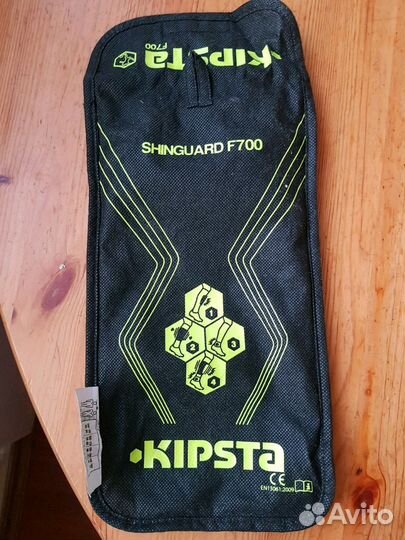 KIPSTA
F700
SHINGUARD F700
1
2
3
4
KIPSTA
CE
EN13061:2009
Avito